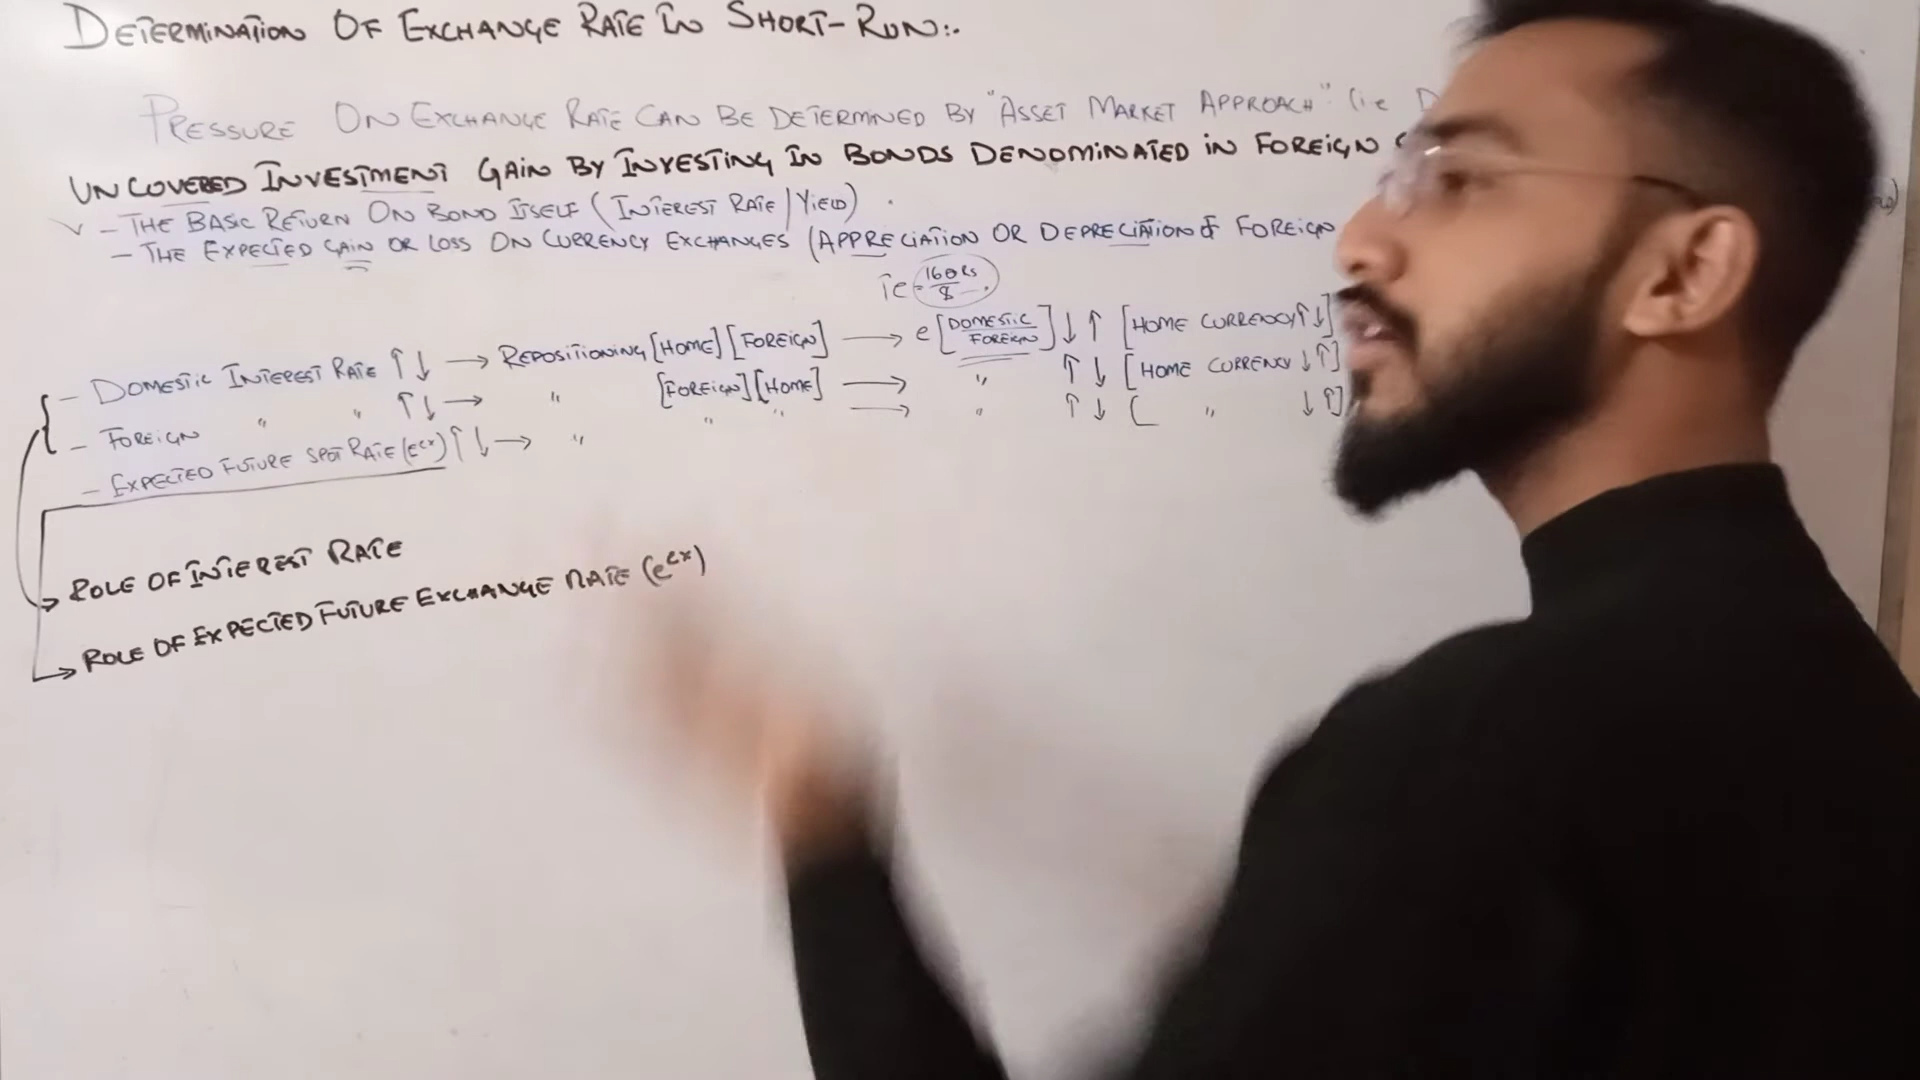 DETERMINATION OF EXCHANGE RATE IN SHORT-RUN:.
PRESSURE ON EXCHANGE RATE CAN BE DETERMINED BY "ASSET MARKET APPROACH" (i.e D
UNCOVERED INVESTMENT GAIN BY INVESTING IN BONDS DENOMINATED IN FOREIGN
- THE BASIC RETURN ON BOND ITSELF (INTEREST RATE | YIELD).
- THE EXPECTED GAIN OR LOSS ON CURRENCY EXCHANGES (APPRECIATION OR DEPRECIATION OF FOREIGN
ie 160Rs/$
- DOMESTIC INTEREST RATE ↑↓ → REPOSITIONING [HOME][FOREIGN] → e[DOMESTIC/FOREIGN] ↓↑ [HOME CURRENCY ↑↓]
- FOREIGN " " ↑↓ → " [FOREIGN][HOME] → " ↑↓ [HOME CURRENCY ↓↑]
- EXPECTED FUTURE SPOT RATE (e^ex) ↑↓ → " " " → " ↑↓ [ " ↓↑]
→ ROLE OF INTEREST RATE
→ ROLE OF EXPECTED FUTURE EXCHANGE RATE (e^ex)